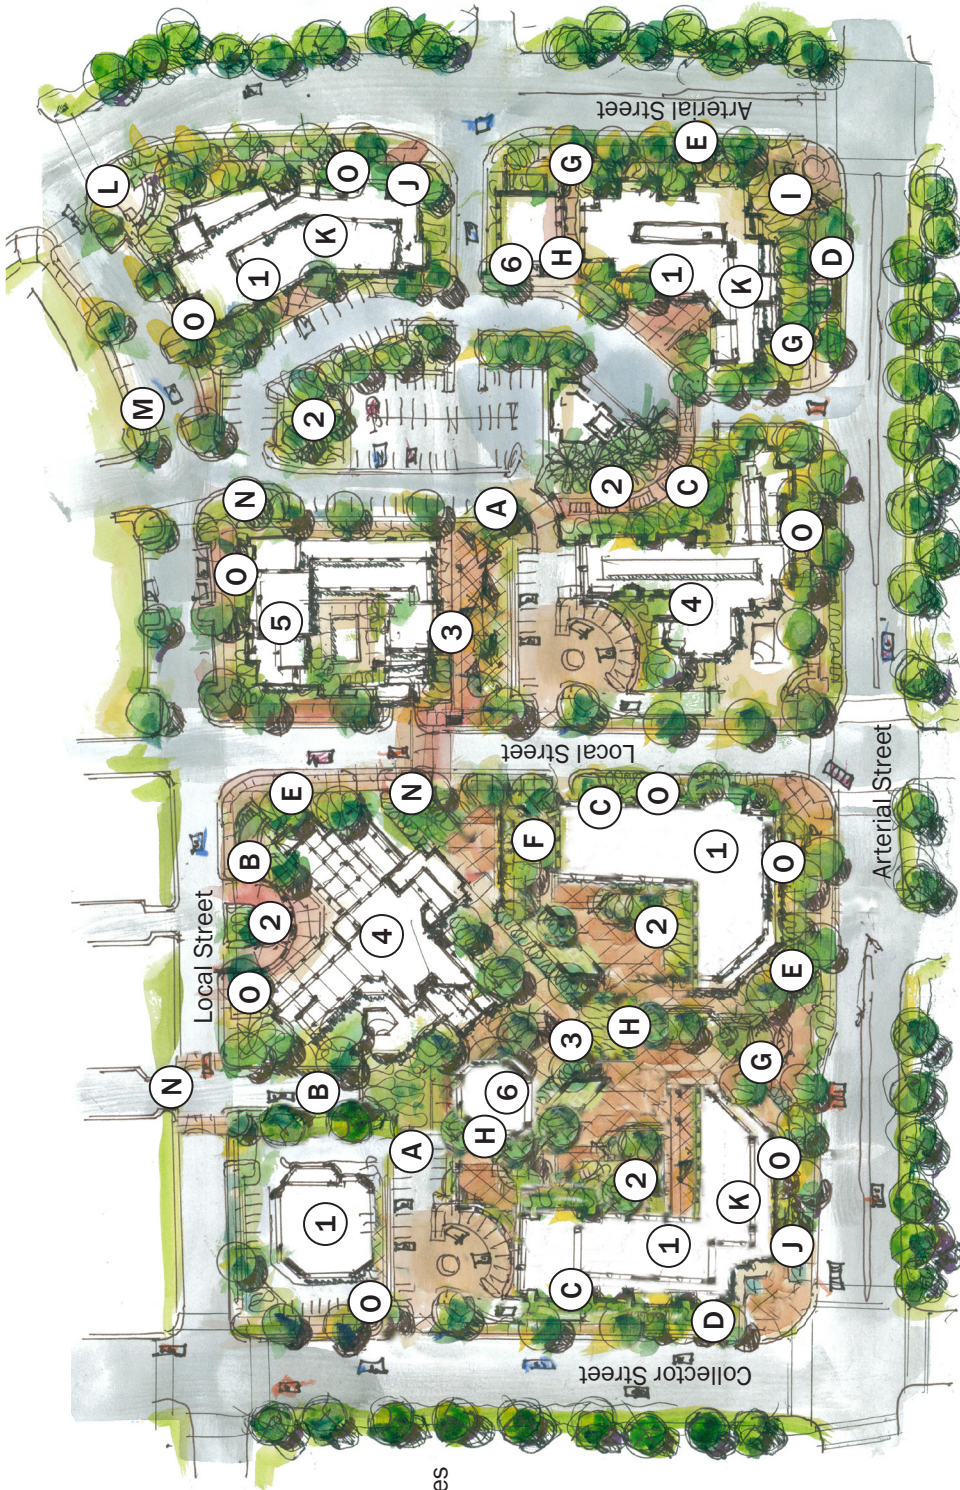 L
M
N
Local Street
O
O
B
N
O
1
2
E
5
1
B
2
K
O
O
4
A
N
J
es
3
H
6
A
6
F
H
G
C
3
C
2
Local Street
2
H
Collector Street
1
2
O
C
4
1
E
Arterial Street
D
K
1
K
J
O
G
E
O
O
G
I
D
Arterial Street